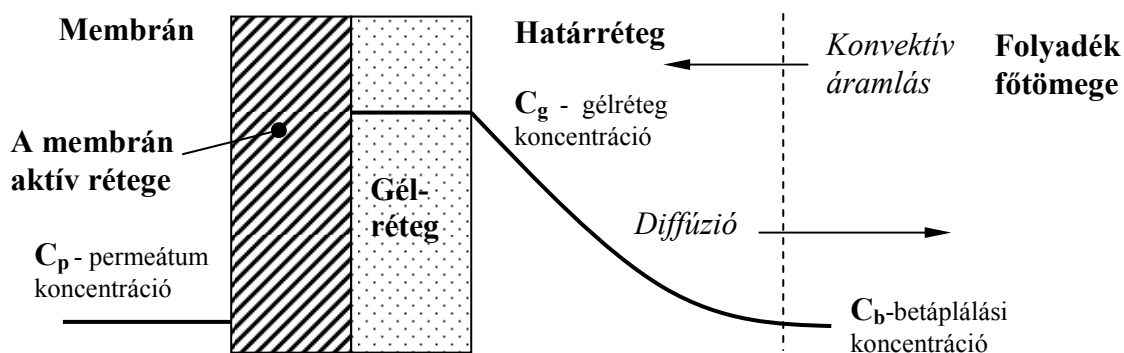 Membrán
A membrán
aktív rétege
Cp - permeátum
koncentráció
Gél-
réteg
Határréteg
Cg - gélréteg
koncentráció
Konvektív
áramlás
Folyadék
főtömege
Diffúzió
Cb-betáplálási
koncentráció